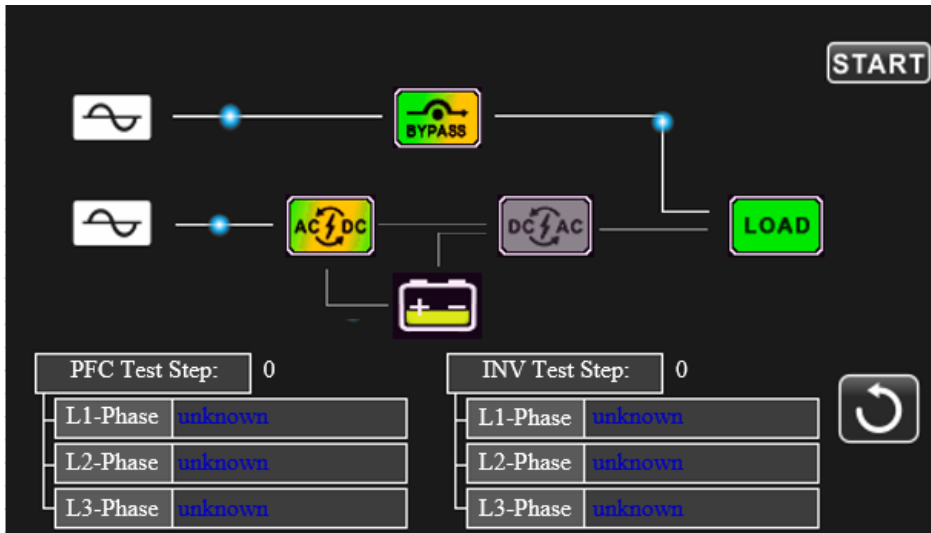 START
BYPASS
AC DC
DC AC
LOAD
+ -
PFC Test Step: 0
L1-Phase unknown
L2-Phase unknown
L3-Phase unknown
INV Test Step: 0
L1-Phase unknown
L2-Phase unknown
L3-Phase unknown